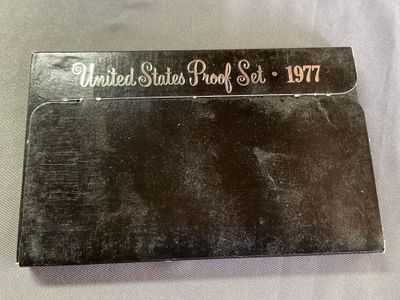 United States Proof Set · 1977